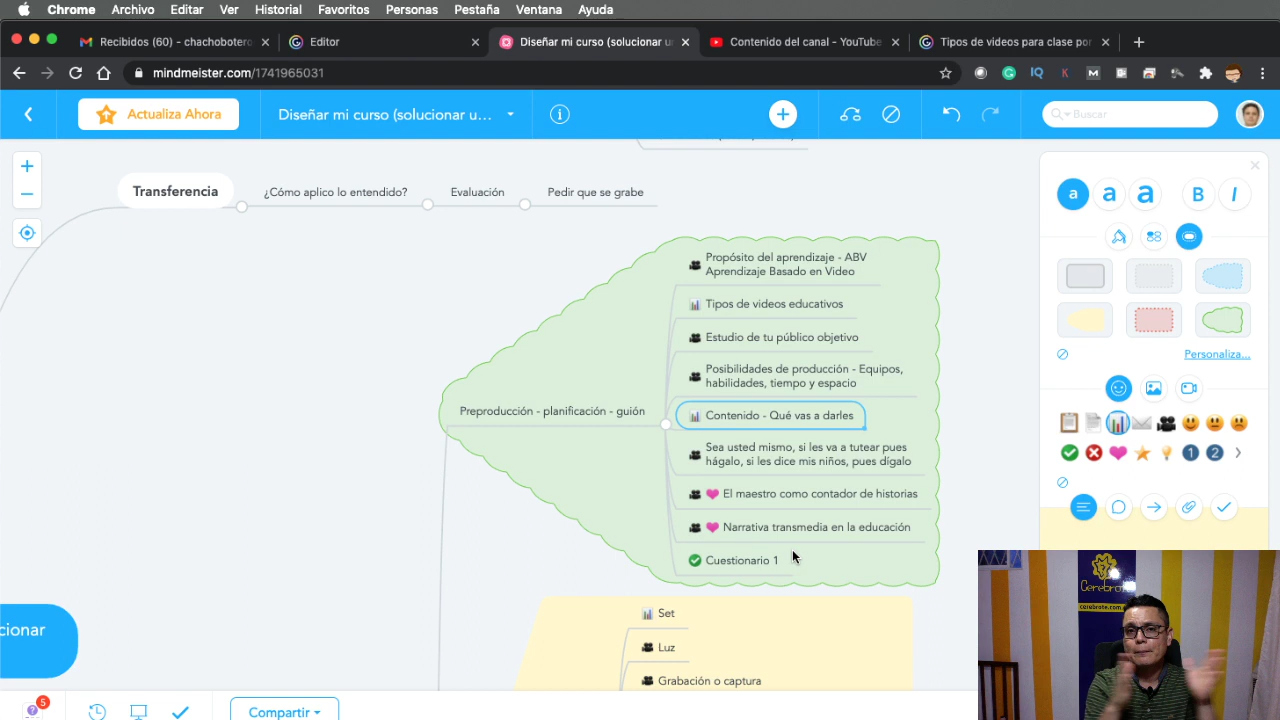 Chrome Archivo Editar Ver Historial Favoritos Personas Pestaña Ventana Ayuda
Recibidos (60) - chachobotero
Editor
Diseñar mi curso (solucionar u
Contenido del canal - YouTube
Tipos de videos para clase por
mindmeister.com/1741965031
Actualiza Ahora
Diseñar mi curso (solucionar u...
Buscar
Transferencia
¿Cómo aplico lo entendido?
Evaluación
Pedir que se grabe
Preproducción - planificación - guión
Propósito del aprendizaje - ABV
Aprendizaje Basado en Video
Tipos de videos educativos
Estudio de tu público objetivo
Posibilidades de producción - Equipos,
habilidades, tiempo y espacio
Contenido - Qué vas a darles
Sea usted mismo, si les va a tutear pues
hágalo, si les dice mis niños, pues dígalo
El maestro como contador de historias
Narrativa transmedia en la educación
Cuestionario 1
Set
Luz
Grabación o captura
cionar
a a a B I
Personaliza...
1 2
5
Compartir
Cerebrote
cerebrote.com